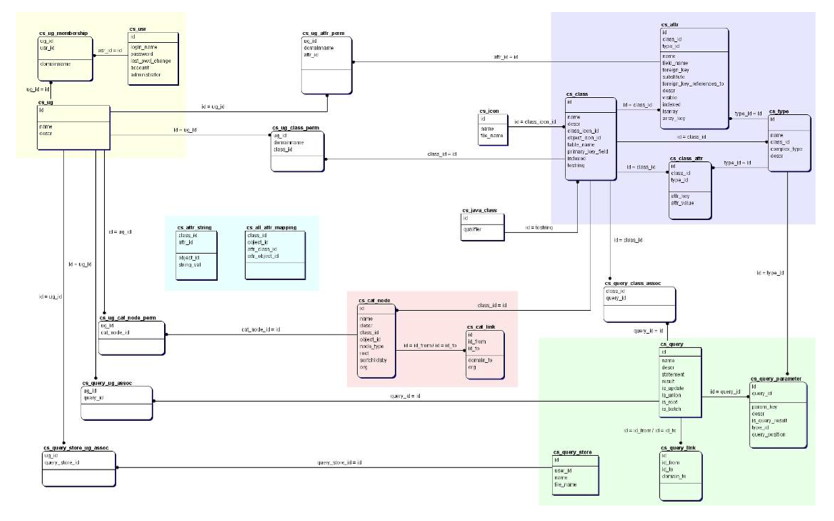 cs_ug_membership
ug_id
usr_id
domainname
cs_usr
id
login_name
password
last_pwd_change
account
administrator
usr_id = id
ug_id = id
cs_ug
id
name
descr
cs_ug_attr_perm
ug_id
domainname
attr_id
id = ug_id
attr_id = id
cs_ug_class_perm
ug_id
domainname
class_id
id = ug_id
class_id = id
cs_icon
id
name
file_name
id = class_icon_id
cs_class
id
name
descr
class_icon_id
object_icon_id
table_name
primary_key_field
indexed
tostring
cs_attr
id
class_id
type_id
name
field_name
foreign_key
substitute
foreign_key_references_to
descr
visible
indexed
isarray
array_key
id = class_id
type_id = id
cs_type
id
name
class_id
complex_type
descr
id = class_id
cs_class_attr
id
class_id
type_id
attr_key
attr_value
id = class_id
type_id = id
cs_attr_string
class_id
attr_id
object_id
string_val
cs_all_attr_mapping
class_id
object_id
attr_class_id
attr_object_id
cs_java_class
id
qualifier
id = tostring
id = class_id
id = ug_id
id = ug_id
id = ug_id
id = type_id
cs_query_class_assoc
class_id
query_id
query_id = id
cs_cat_node
id
name
descr
class_id
object_id
node_type
org
class_id = id
cs_cat_link
id
id_from
id_to
domain_to
org
id = id_from / id = id_to
cs_ug_cat_node_perm
ug_id
cat_node_id
cat_node_id = id
cs_query_ug_assoc
ug_id
query_id
query_id = id
cs_query
id
name
descr
statement
result
is_update
is_union
is_root
is_batch
id = query_id
cs_query_parameter
id
query_id
param_key
descr
is_query_result
type_id
query_position
id = id_from / id = id_to
cs_query_link
id
id_from
id_to
domain_to
cs_query_store_ug_assoc
ug_id
query_store_id
query_store_id = id
cs_query_store
id
user_id
name
file_name